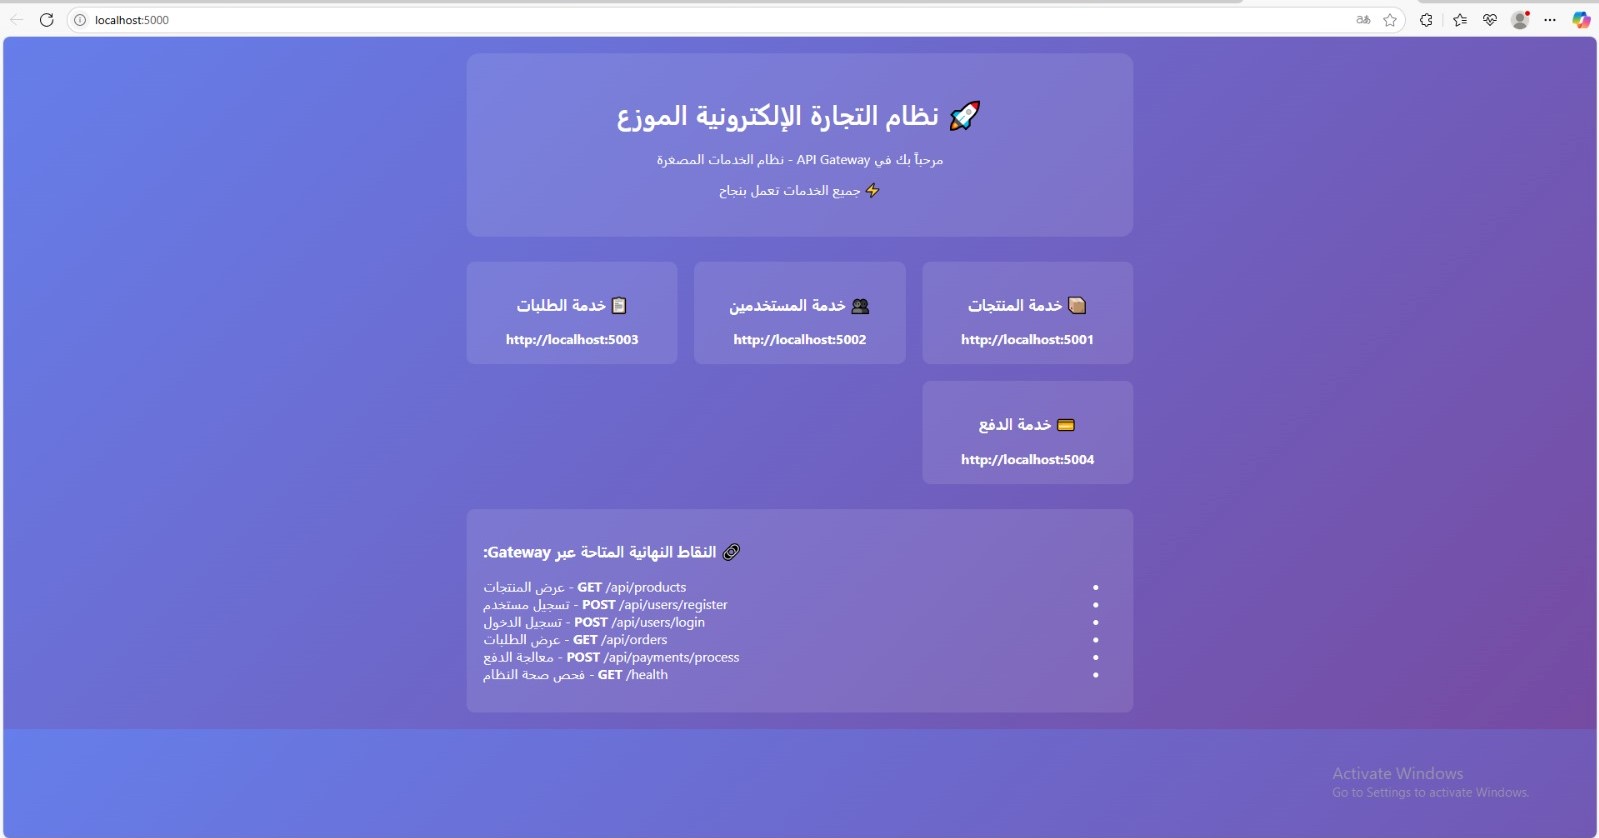 localhost:5000
🚀 نظام التجارة الإلكترونية الموزع
مرحباً بك في API Gateway - نظام الخدمات المصغرة
⚡ جميع الخدمات تعمل بنجاح
📦 خدمة المنتجات
http://localhost:5001
👥 خدمة المستخدمين
http://localhost:5002
📋 خدمة الطلبات
http://localhost:5003
💳 خدمة الدفع
http://localhost:5004
🔗 النقاط النهائية المتاحة عبر Gateway:
GET /api/products - عرض المنتجات
POST /api/users/register - تسجيل مستخدم
POST /api/users/login - تسجيل الدخول
GET /api/orders - عرض الطلبات
POST /api/payments/process - معالجة الدفع
GET /health - فحص صحة النظام
Activate Windows
Go to Settings to activate Windows.